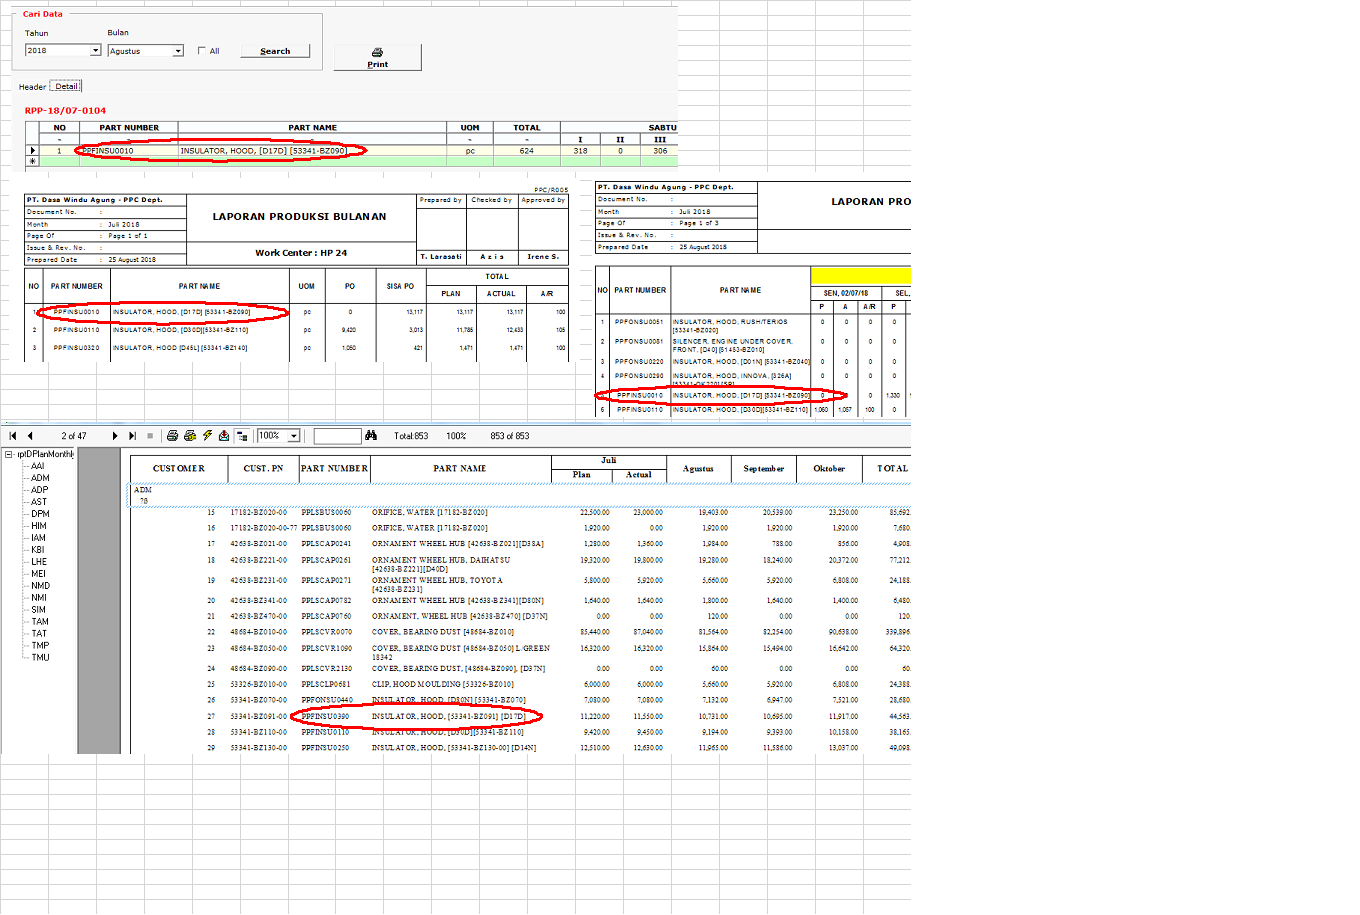 Cari Data
Tahun Bulan
2018 Agustus All Search Print
Header Detail
RPP-18/07-0104
NO PART NUMBER PART NAME UOM TOTAL SABTU
~ ~ ~ ~ ~ I II III
1 PPFINSU0010 INSULATOR, HOOD, [D17D] [53341-BZ090] pc 624 318 0 306
PPC/R005
PT. Dasa Windu Agung - PPC Dept.
Document No. :
Month : Juli 2018
Page Of : Page 1 of 1
Issue & Rev. No. :
Prepared Date : 25 August 2018
LAPORAN PRODUKSI BULANAN
Work Center : HP 24
Prepared by Checked by Approved by
T. Larasati A z i s Irene S.
NO PART NUMBER PART NAME UOM PO SISA PO TOTAL
PLAN ACTUAL A/R
1 PPFINSU0010 INSULATOR, HOOD, [D17D] [53341-BZ090] pc 0 13,117 13,117 13,117 100
2 PPFINSU0110 INSULATOR, HOOD, [D30D][53341-BZ110] pc 9,420 3,013 11,785 12,433 105
3 PPFINSU0320 INSULATOR, HOOD [D45L] [53341-BZ140] pc 1,050 421 1,471 1,471 100
PT. Dasa Windu Agung - PPC Dept.
Document No. :
Month : Juli 2018
Page Of : Page 1 of 3
Issue & Rev. No. :
Prepared Date : 25 August 2018
LAPORAN PRO
NO PART NUMBER PART NAME SEN, 02/07/18 SEL,
P A A/R P
1 PPFONSU0051 INSULATOR, HOOD, RUSH/TERIOS 0 0 0 0
[53341-BZ020]
2 PPFONSU0081 SILENCER, ENGINE UNDER COVER, 0 0 0 0
FRONT, [D40] [51453-BZ010]
3 PPFONSU0220 INSULATOR, HOOD, [D01N] [53341-BZ040] 0 0 0 0
4 PPFONSU0290 INSULATOR, HOOD, INNOVA, [326A] 0 0 0 0
PPFINSU0010 INSULATOR, HOOD, [D17D] [53341-BZ090] 0 0 1,330
6 PPFINSU0110 INSULATOR, HOOD, [D30D][53341-BZ110] 1,060 1,057 100 0
2 of 47 100% Total:853 100% 853 of 853
rptDPlanMonthly
AAI
ADM
ADP
AST
DPM
HIM
IAM
KBI
LHE
MEI
NMD
NMI
SIM
TAM
TAT
TMP
TMU
CUSTOMER CUST. PN PART NUMBER PART NAME Juli Agustus September Oktober TOTAL
Plan Actual
ADM
78
15 17182-BZ020-00 PPLSBUS0060 ORIFICE, WATER [17182-BZ020] 22,500.00 23,000.00 19,403.00 20,539.00 23,250.00 85,692.
16 17182-BZ020-00-77 PPLSBUS0060 ORIFICE, WATER [17182-BZ020] 1,920.00 0.00 1,920.00 1,920.00 1,920.00 7,680.
17 42638-BZ021-00 PPLSCAP0241 ORNAMENT WHEEL HUB [42638-BZ021][D38A] 1,280.00 1,360.00 1,984.00 788.00 856.00 4,908.
18 42638-BZ221-00 PPLSCAP0261 ORNAMENT WHEEL HUB, DAIHATSU 19,320.00 19,800.00 19,280.00 18,240.00 20,372.00 77,212.
[42638-BZ221][D40D]
19 42638-BZ231-00 PPLSCAP0271 ORNAMENT WHEEL HUB, TOYOTA 5,800.00 5,920.00 5,660.00 5,920.00 6,808.00 24,188.
[42638-BZ231]
20 42638-BZ341-00 PPLSCAP0782 ORNAMENT WHEEL HUB [42638-BZ341][D80N] 1,640.00 1,640.00 1,800.00 1,640.00 1,400.00 6,480.
21 42638-BZ470-00 PPLSCAP0760 ORNAMENT, WHEEL HUB [42638-BZ470] [D37N] 0.00 0.00 120.00 0.00 0.00 120.
22 48684-BZ010-00 PPLSCVR0070 COVER, BEARING DUST [48684-BZ010] 85,440.00 87,040.00 81,564.00 82,254.00 90,638.00 339,896.
23 48684-BZ050-00 PPLSCVR1090 COVER, BEARING DUST [48684-BZ050] L/GREEN 16,320.00 16,320.00 15,864.00 15,494.00 16,642.00 64,320.
18342
24 48684-BZ090-00 PPLSCVR2130 COVER, BEARING DUST, [48684-BZ090], [D37N] 0.00 0.00 60.00 0.00 0.00 60.
25 53326-BZ010-00 PPLSCLP0681 CLIP, HOOD MOULDING [53326-BZ010] 6,000.00 6,000.00 5,660.00 5,920.00 6,808.00 24,388.
26 53341-BZ070-00 PPFONSU0440 INSULATOR, HOOD, [D80N] [53341-BZ070] 7,080.00 7,080.00 7,132.00 6,947.00 7,521.00 28,680.
27 53341-BZ091-00 PPFINSU0390 INSULATOR, HOOD, [53341-BZ091] [D17D] 11,220.00 11,550.00 10,731.00 10,695.00 11,917.00 44,563.
28 53341-BZ110-00 PPFINSU0110 INSULATOR, HOOD, [D30D][53341-BZ110] 9,420.00 9,450.00 9,194.00 9,393.00 10,158.00 38,165.
29 53341-BZ130-00 PPFINSU0250 INSULATOR, HOOD, [53341-BZ130-00] [D14N] 12,510.00 12,630.00 11,965.00 11,586.00 13,037.00 49,098.